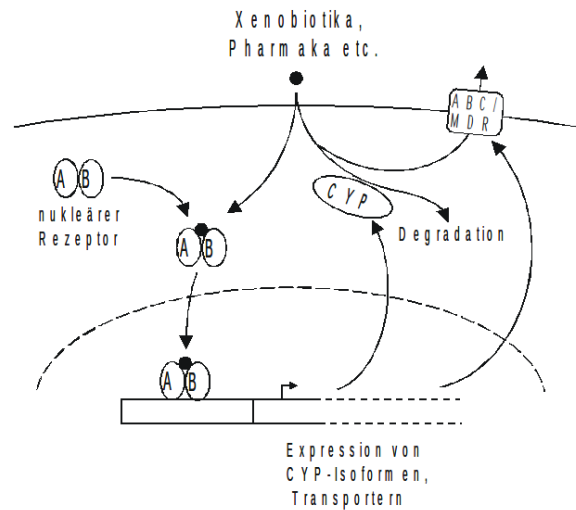 Xenobiotika,
Pharmaka etc.
ABC/
MDR
A B
nukleärer
Rezeptor
CYP
Degradation
A B
A B
Expression von
CYP-Isoformen,
Transportern